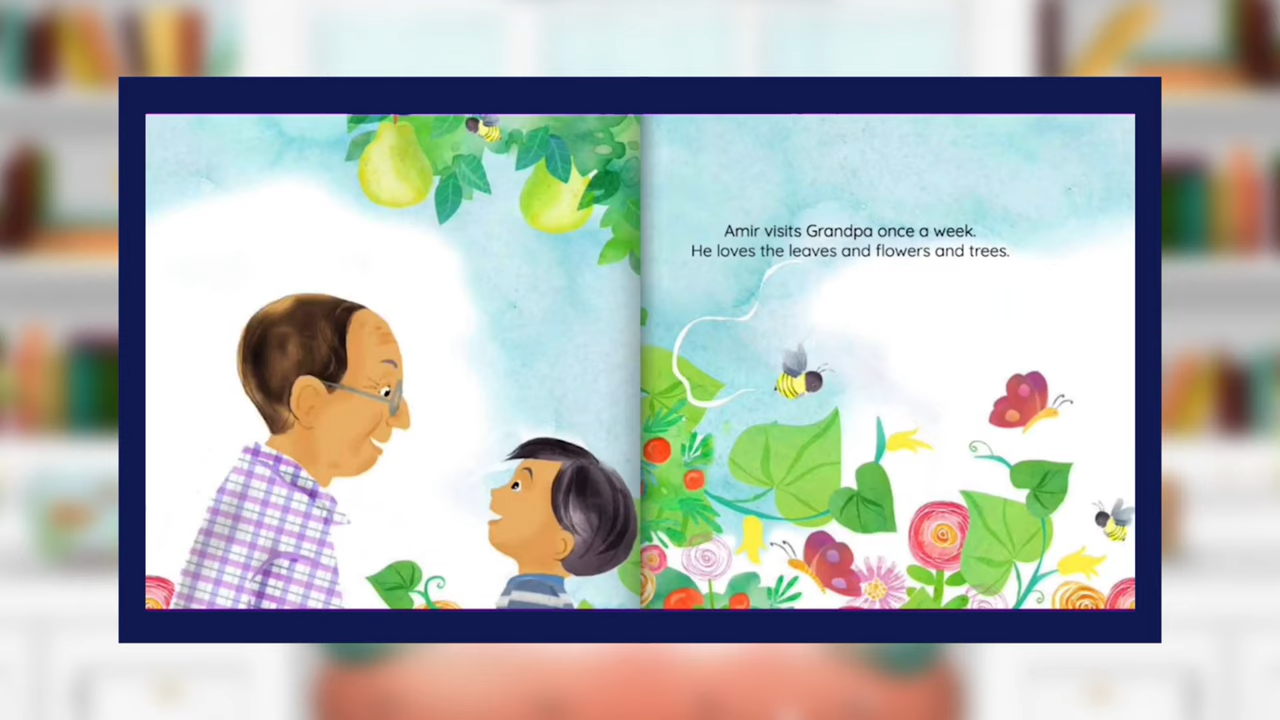 Amir visits Grandpa once a week.
He loves the leaves and flowers and trees.